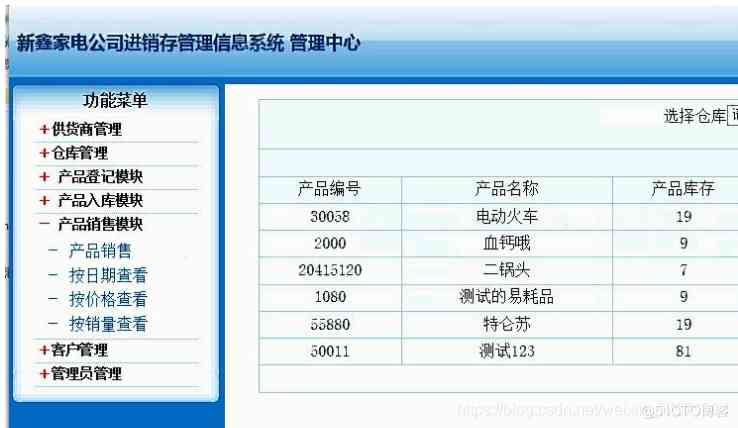 新鑫家电公司进销存管理信息系统 管理中心
功能菜单
+供货商管理
+仓库管理
+ 产品登记模块
+ 产品入库模块
－ 产品销售模块
－ 产品销售
－ 按日期查看
－ 按价格查看
－ 按销量查看
+客户管理
+管理员管理
选择仓库
产品编号 产品名称 产品库存
30058 电动火车 19
2000 血钙哦 9
20415120 二锅头 7
1080 测试的易耗品 9
55880 特仑苏 19
50011 测试123 81
https://blog.csdn.net/
@51CTO博客